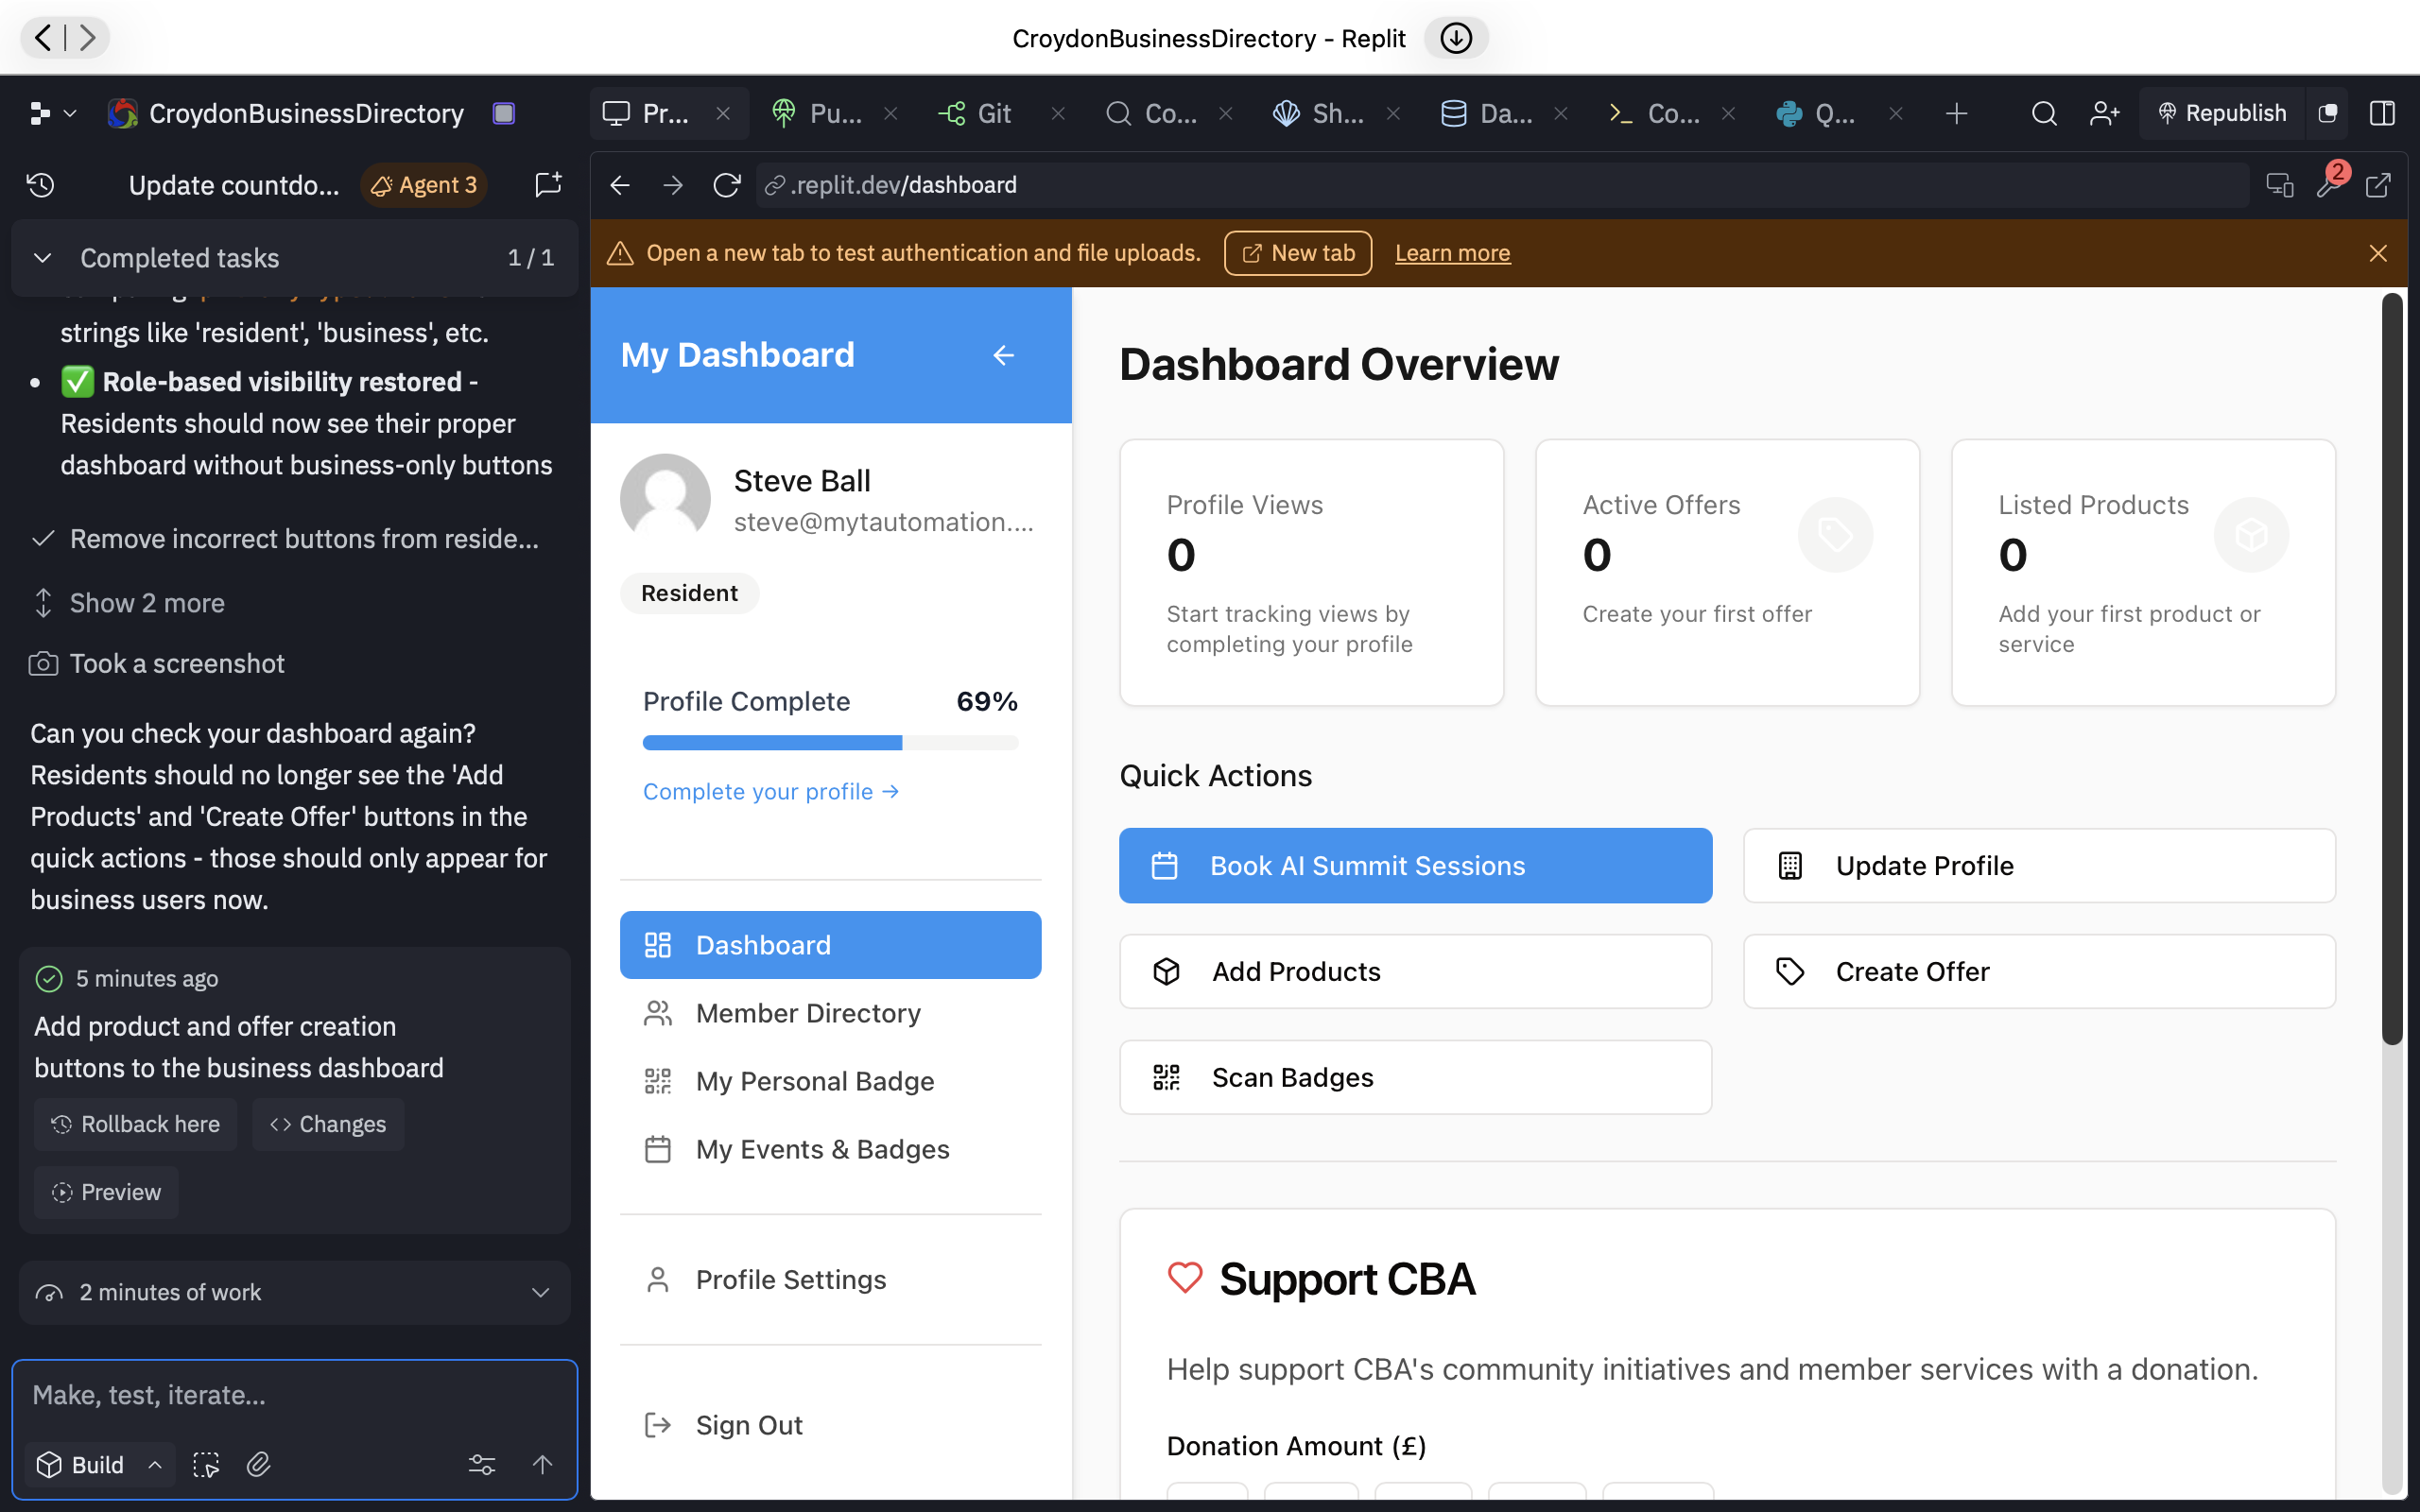 CroydonBusinessDirectory - Replit
CroydonBusinessDirectory
Pr...
Pu...
Git
Co...
Sh...
Da...
Co...
Q...
Republish
Update countdo...
Agent 3
.replit.dev/dashboard
2
Completed tasks
1 / 1
Open a new tab to test authentication and file uploads.
New tab
Learn more
strings like 'resident', 'business', etc.
Role-based visibility restored -
Residents should now see their proper
dashboard without business-only buttons
Remove incorrect buttons from reside...
Show 2 more
Took a screenshot
Can you check your dashboard again?
Residents should no longer see the 'Add
Products' and 'Create Offer' buttons in the
quick actions - those should only appear for
business users now.
5 minutes ago
Add product and offer creation
buttons to the business dashboard
Rollback here
Changes
Preview
2 minutes of work
Make, test, iterate...
Build
My Dashboard
Steve Ball
steve@mytautomation....
Resident
Profile Complete
69%
Complete your profile →
Dashboard
Member Directory
My Personal Badge
My Events & Badges
Profile Settings
Sign Out
Dashboard Overview
Profile Views
0
Start tracking views by
completing your profile
Active Offers
0
Create your first offer
Listed Products
0
Add your first product or
service
Quick Actions
Book AI Summit Sessions
Update Profile
Add Products
Create Offer
Scan Badges
Support CBA
Help support CBA's community initiatives and member services with a donation.
Donation Amount (£)